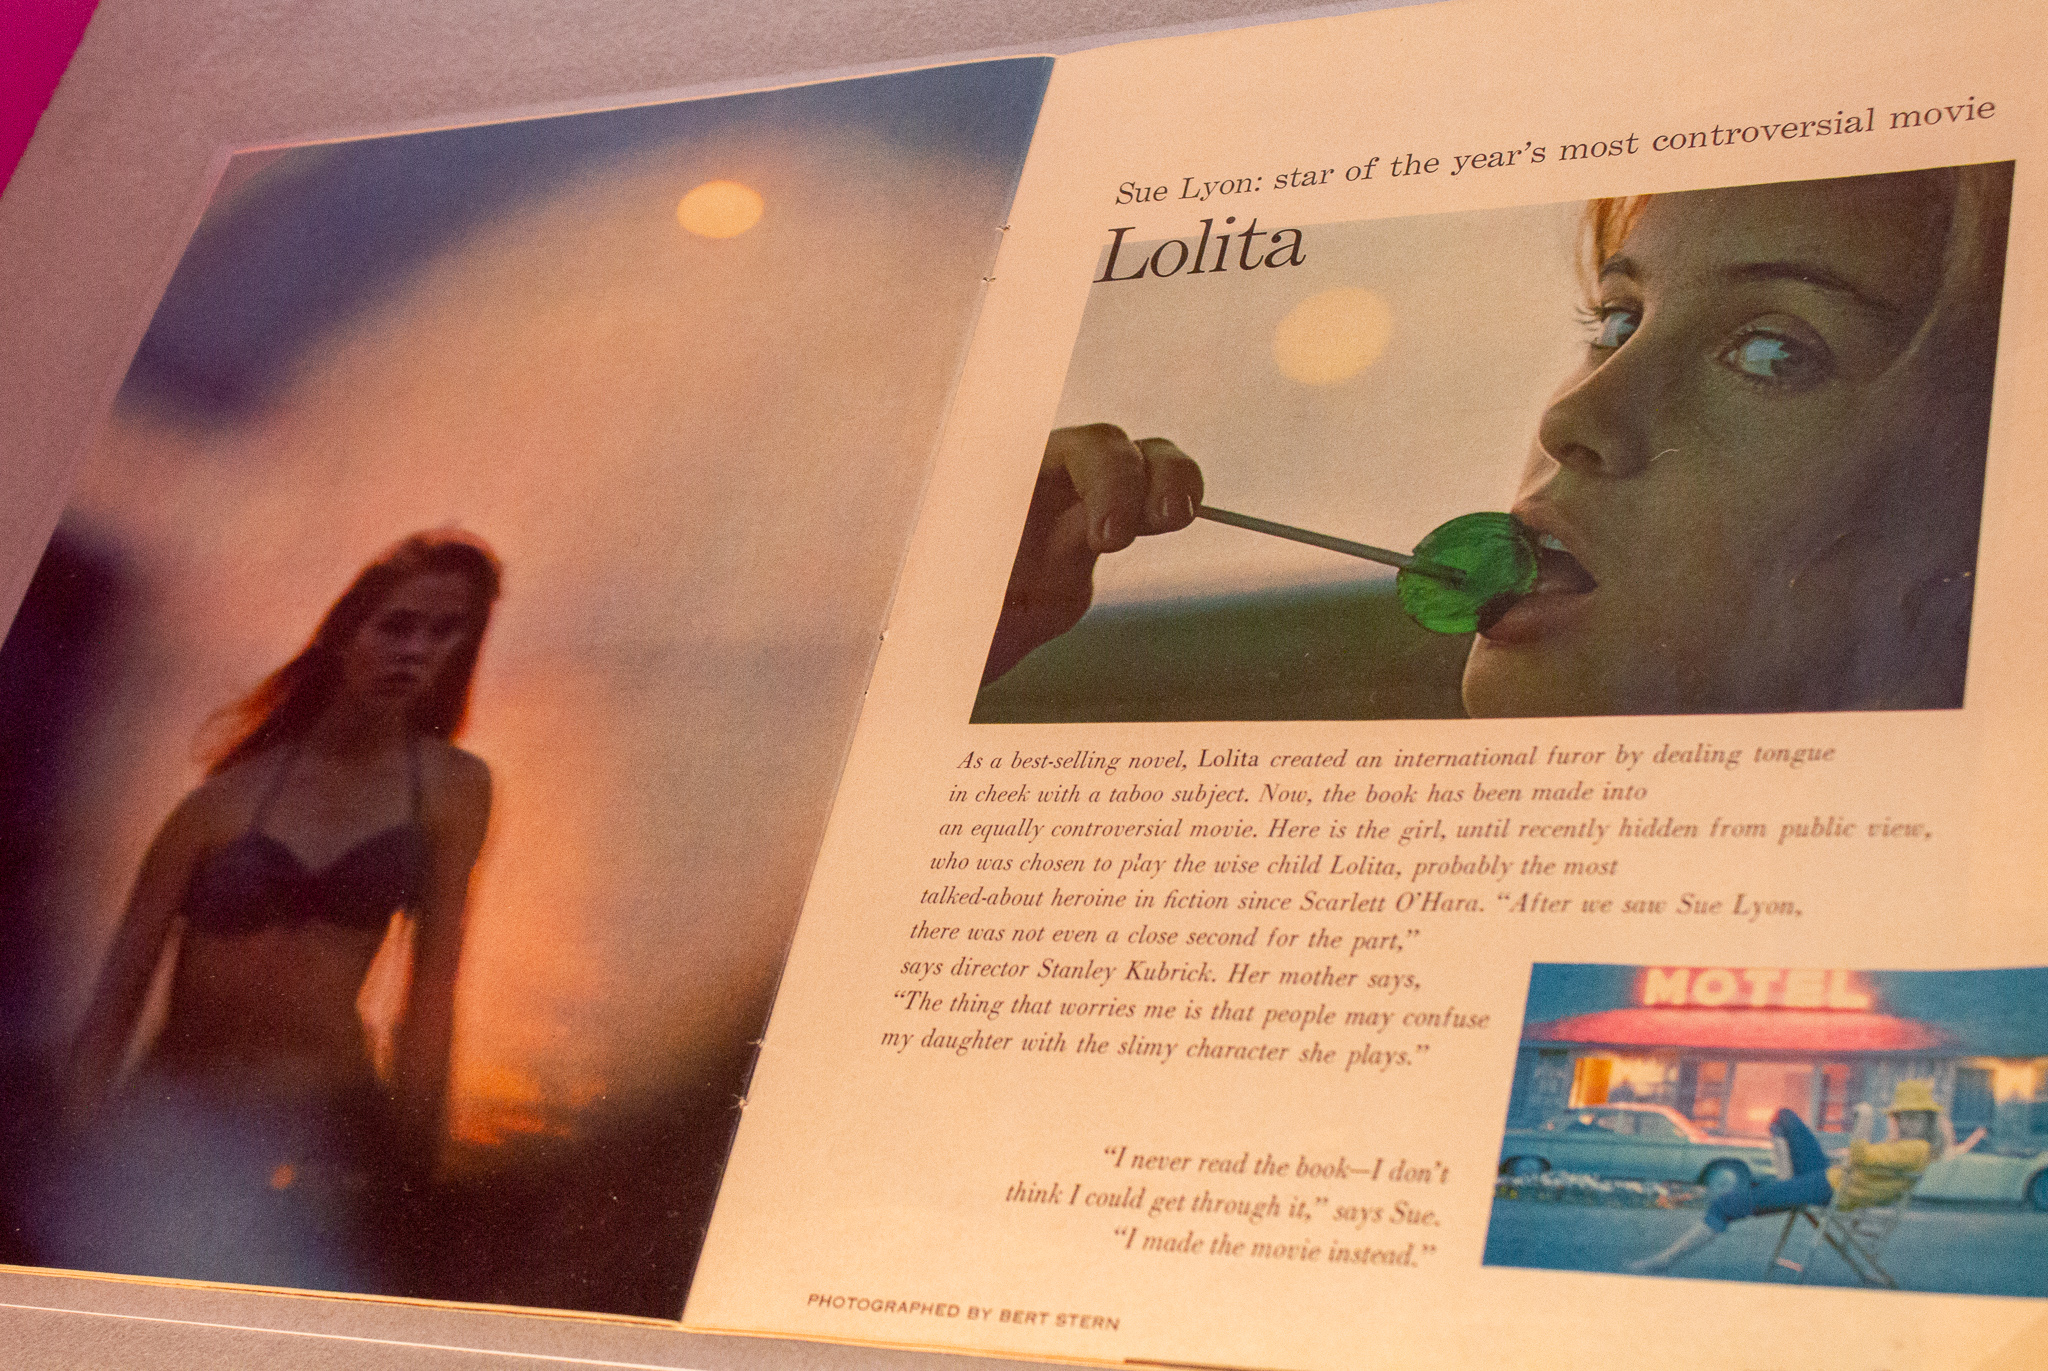 Sue Lyon: star of the year's most controversial movie
Lolita
As a best-selling novel, Lolita created an international furor by dealing tongue
in cheek with a taboo subject. Now, the book has been made into
an equally controversial movie. Here is the girl, until recently hidden from public view,
who was chosen to play the wise child Lolita, probably the most
talked-about heroine in fiction since Scarlett O'Hara. “After we saw Sue Lyon,
there was not even a close second for the part,”
says director Stanley Kubrick. Her mother says,
“The thing that worries me is that people may confuse
my daughter with the slimy character she plays.”
MOTEL
“I never read the book—I don't
think I could get through it,” says Sue.
“I made the movie instead.”
PHOTOGRAPHED BY BERT STERN